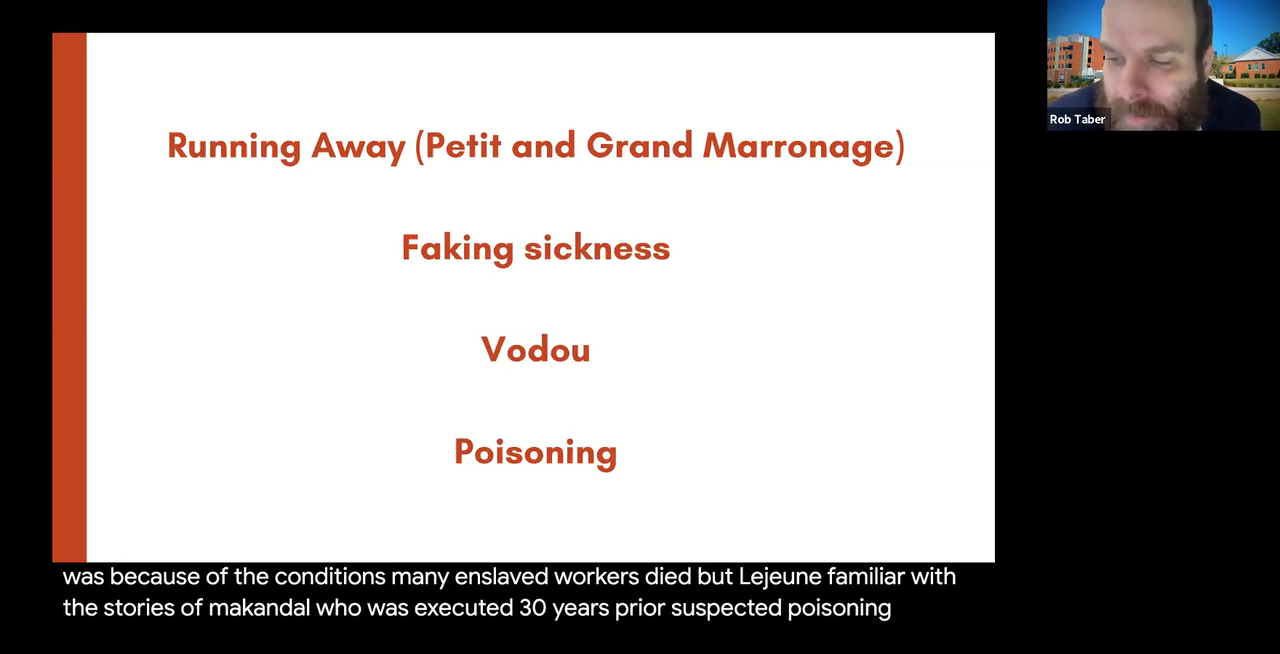 Running Away (Petit and Grand Marronage)
Faking sickness
Vodou
Poisoning
Rob Taber
was because of the conditions many enslaved workers died but Lejeune familiar with
the stories of makandal who was executed 30 years prior suspected poisoning